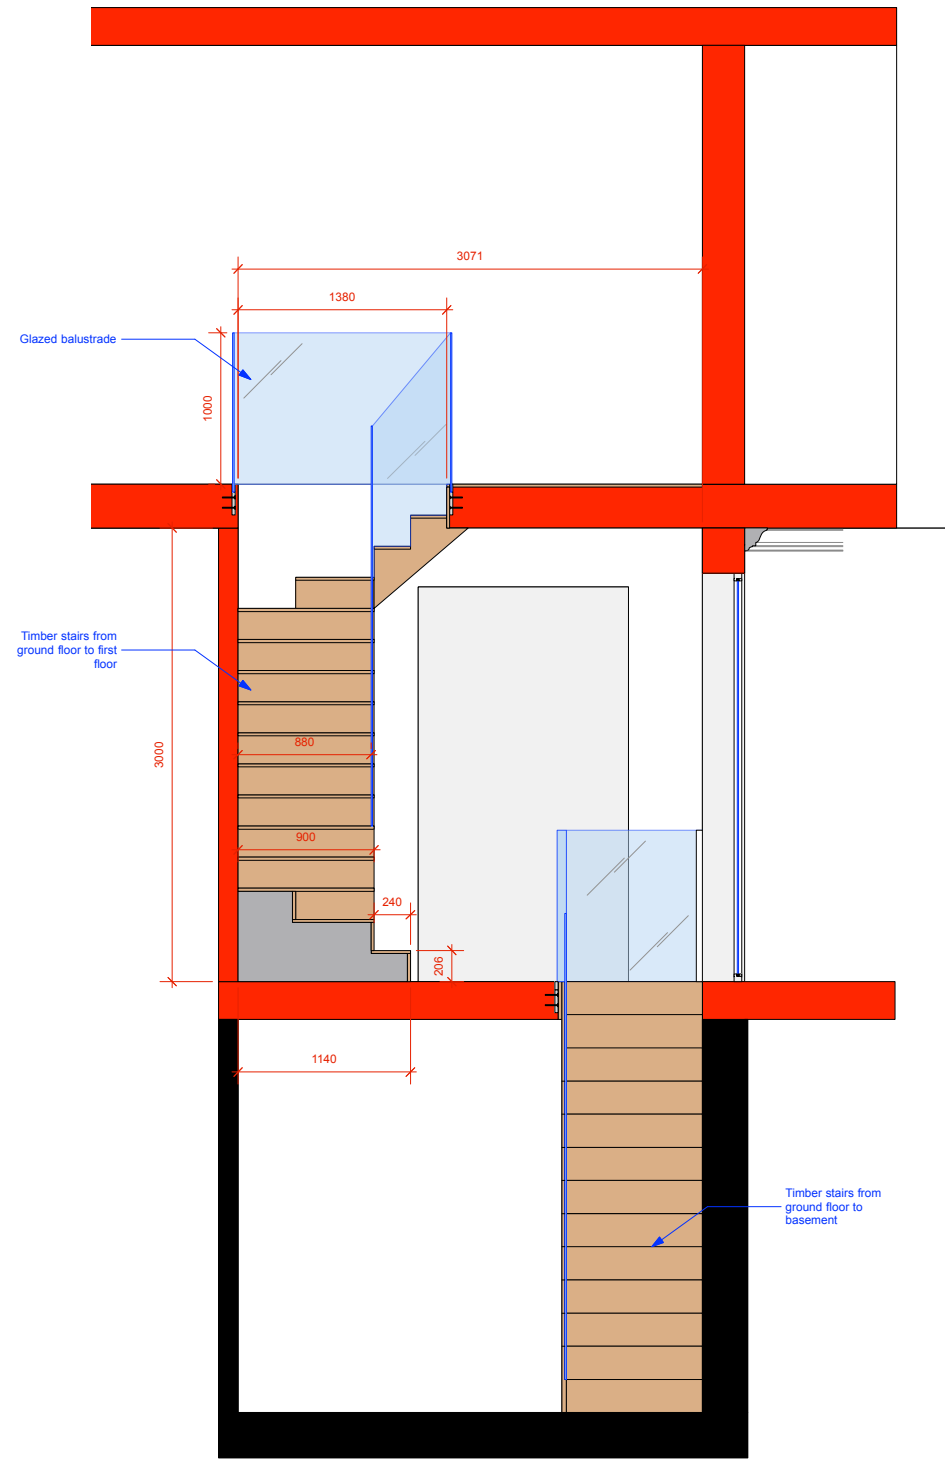 3071
1380
Glazed balustrade
1000
Timber stairs from
ground floor to first
floor
3000
880
900
240
206
1140
Timber stairs from
ground floor to
basement